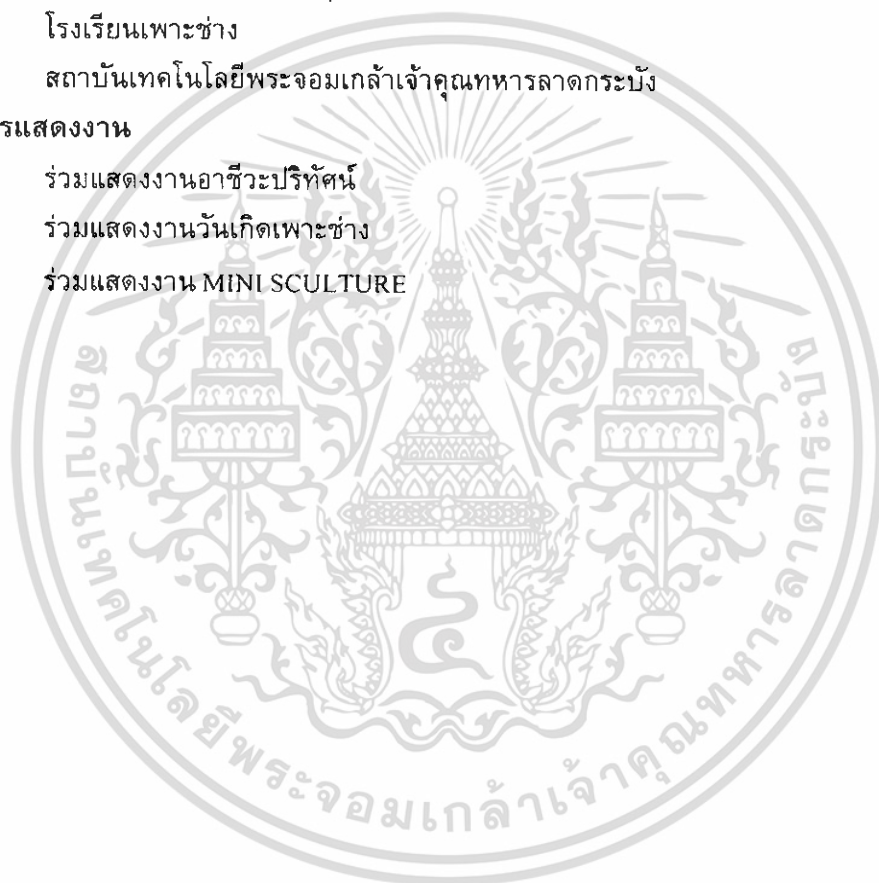 โรงเรียนเพาะช่าง
สถาบันเทคโนโลยีพระจอมเกล้าเจ้าคุณทหารลาดกระบัง
รแสดงงาน
ร่วมแสดงงานอาชีวะปริทัศน์
ร่วมแสดงงานวันเกิดเพาะช่าง
ร่วมแสดงงาน MINI SCULTURE
สถาบันเทคโนโลยีพระจอมเกล้าเจ้าคุณทหารลาดกระบัง
๔